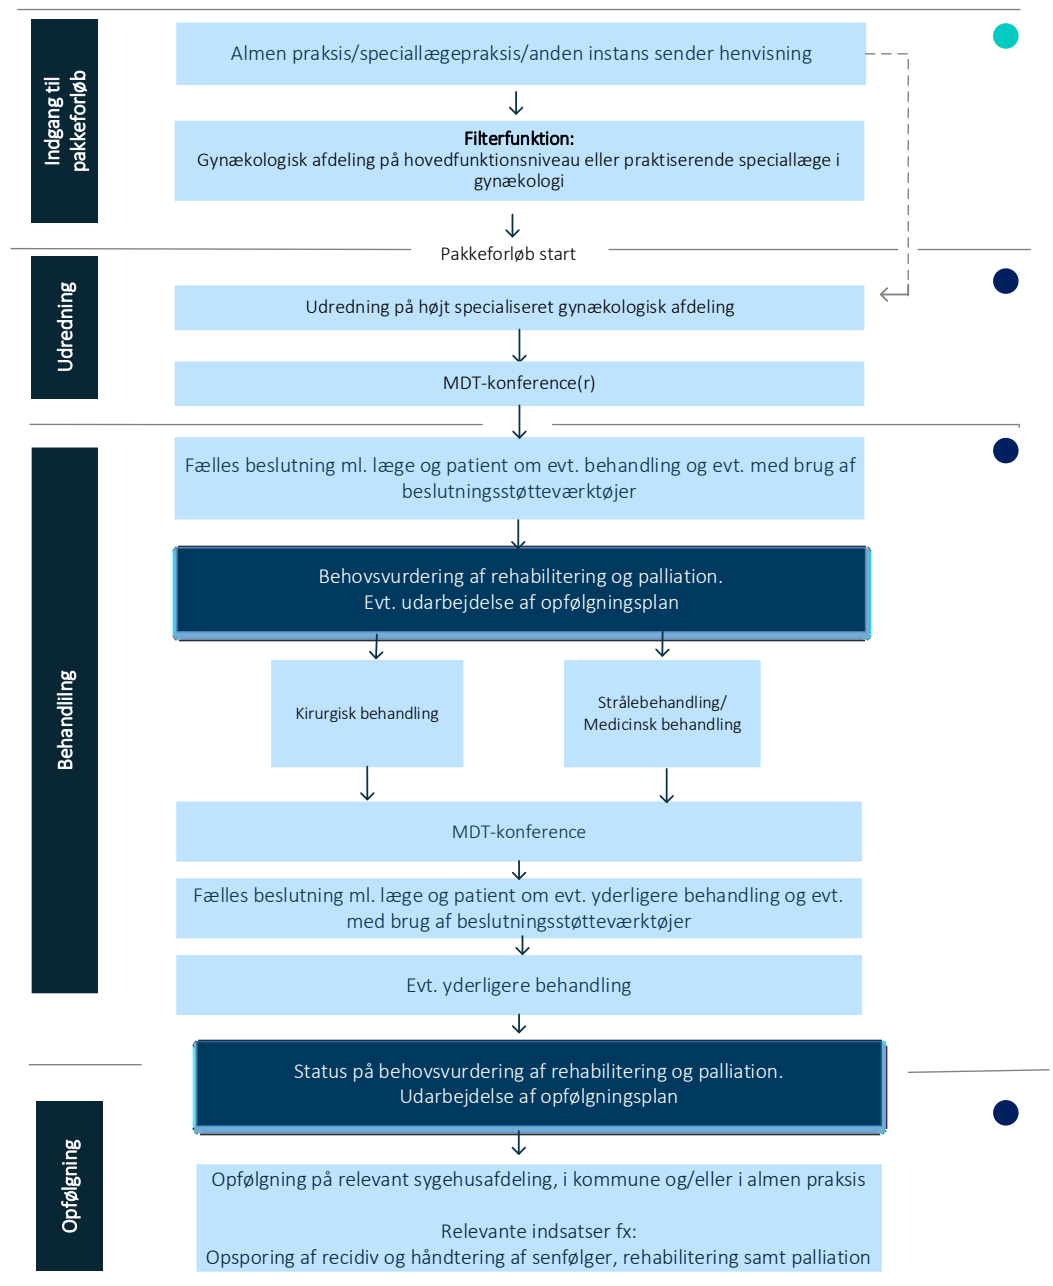 Indgang til
pakkeforløb
Almen praksis/speciallægepraksis/anden instans sender henvisning
Filterfunktion:
Gynækologisk afdeling på hovedfunktionsniveau eller praktiserende speciallæge i
gynækologi
Pakkeforløb start
Udredning
Udredning på højt specialiseret gynækologisk afdeling
MDT-konference(r)
Behandlilng
Fælles beslutning ml. læge og patient om evt. behandling og evt. med brug af
beslutningsstøtteværktøjer
Behovsvurdering af rehabilitering og palliation.
Evt. udarbejdelse af opfølgningsplan
Kirurgisk behandling
Strålebehandling/
Medicinsk behandling
MDT-konference
Fælles beslutning ml. læge og patient om evt. yderligere behandling og evt.
med brug af beslutningsstøtteværktøjer
Evt. yderligere behandling
Status på behovsvurdering af rehabilitering og palliation.
Udarbejdelse af opfølgningsplan
Opfølgning
Opfølgning på relevant sygehusafdeling, i kommune og/eller i almen praksis
Relevante indsatser fx:
Opsporing af recidiv og håndtering af senfølger, rehabilitering samt palliation